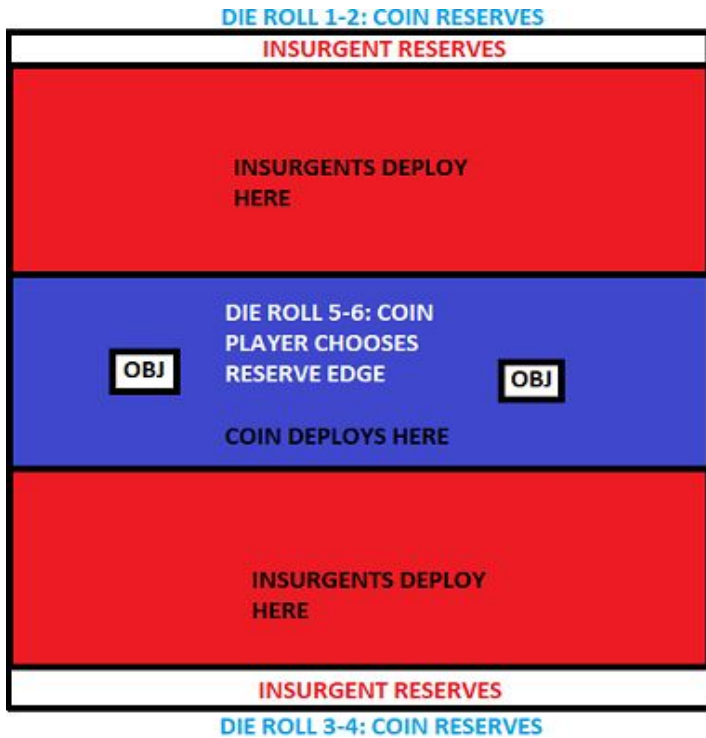 DIE ROLL 1-2: COIN RESERVES
INSURGENT RESERVES
INSURGENTS DEPLOY
HERE
DIE ROLL 5-6: COIN
PLAYER CHOOSES
RESERVE EDGE
OBJ
OBJ
COIN DEPLOYS HERE
INSURGENTS DEPLOY
HERE
INSURGENT RESERVES
DIE ROLL 3-4: COIN RESERVES